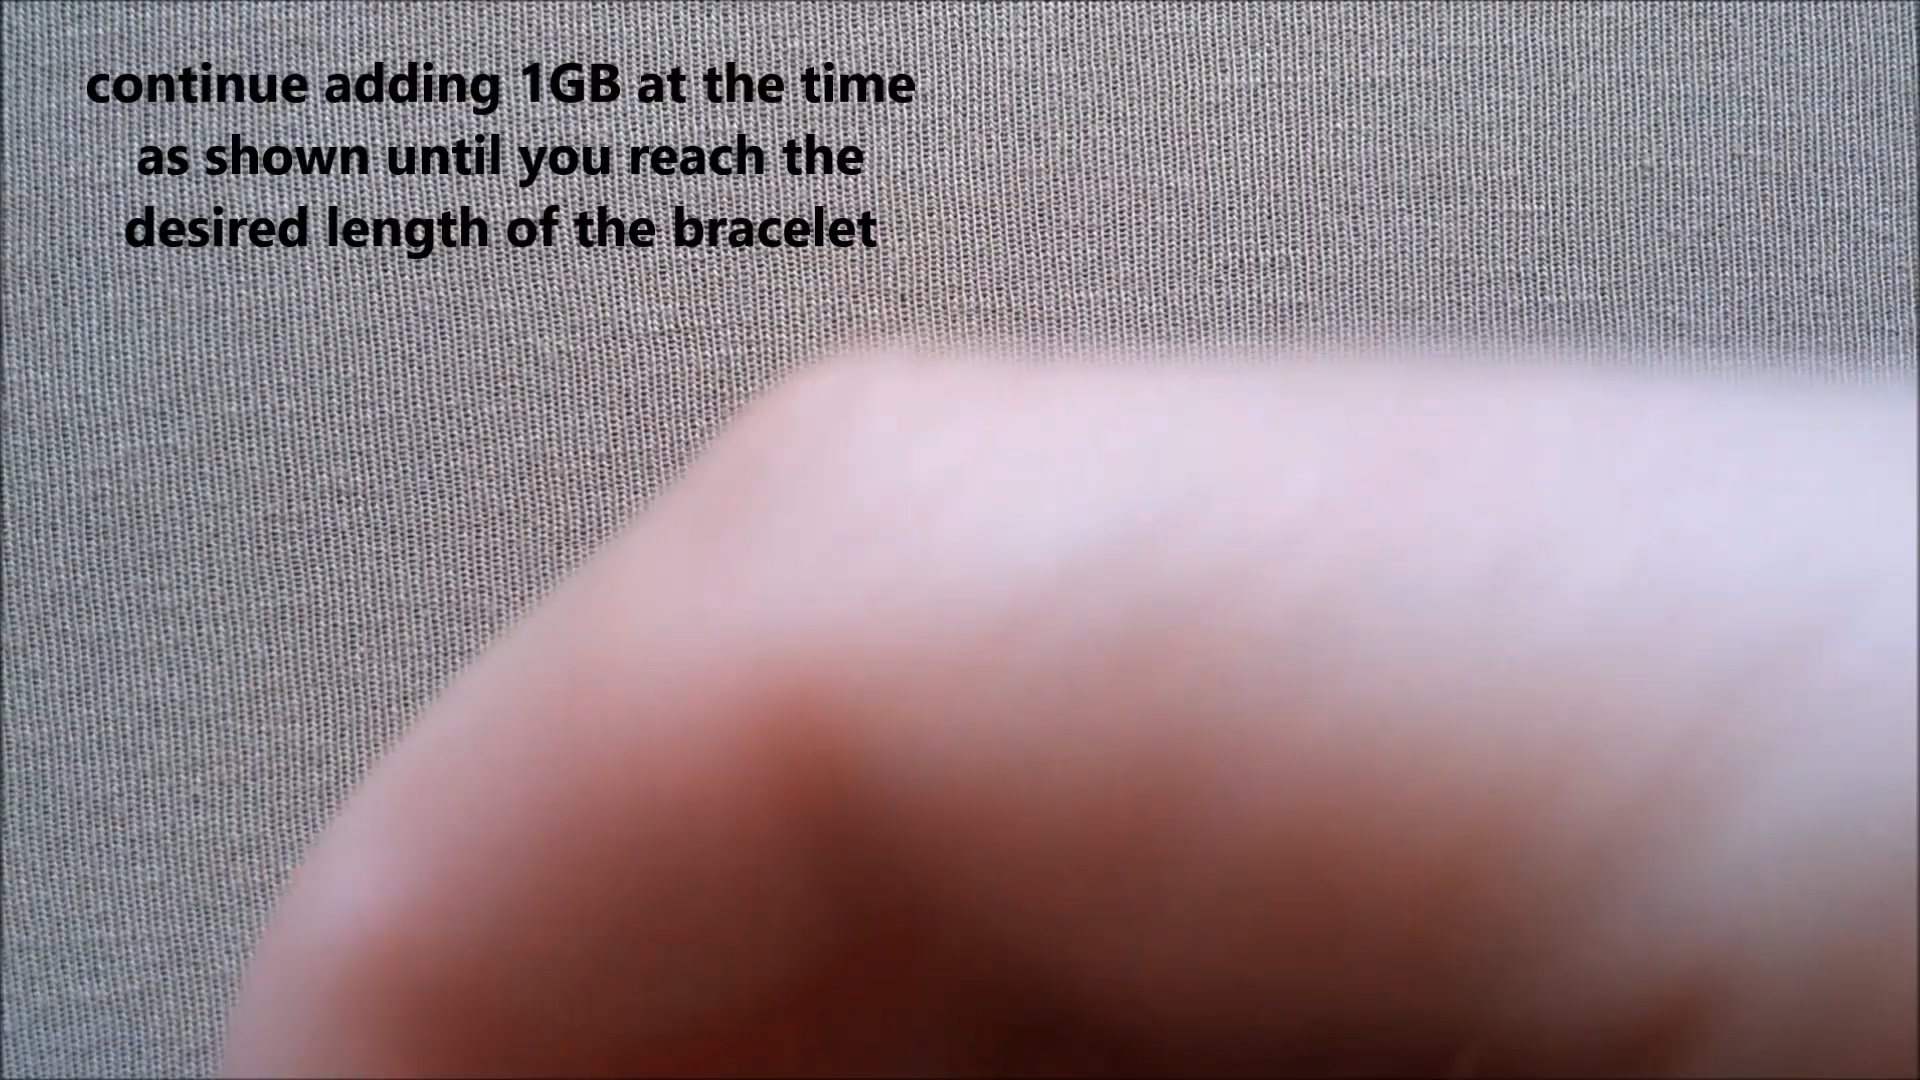 continue adding 1GB at the time
as shown until you reach the
desired length of the bracelet